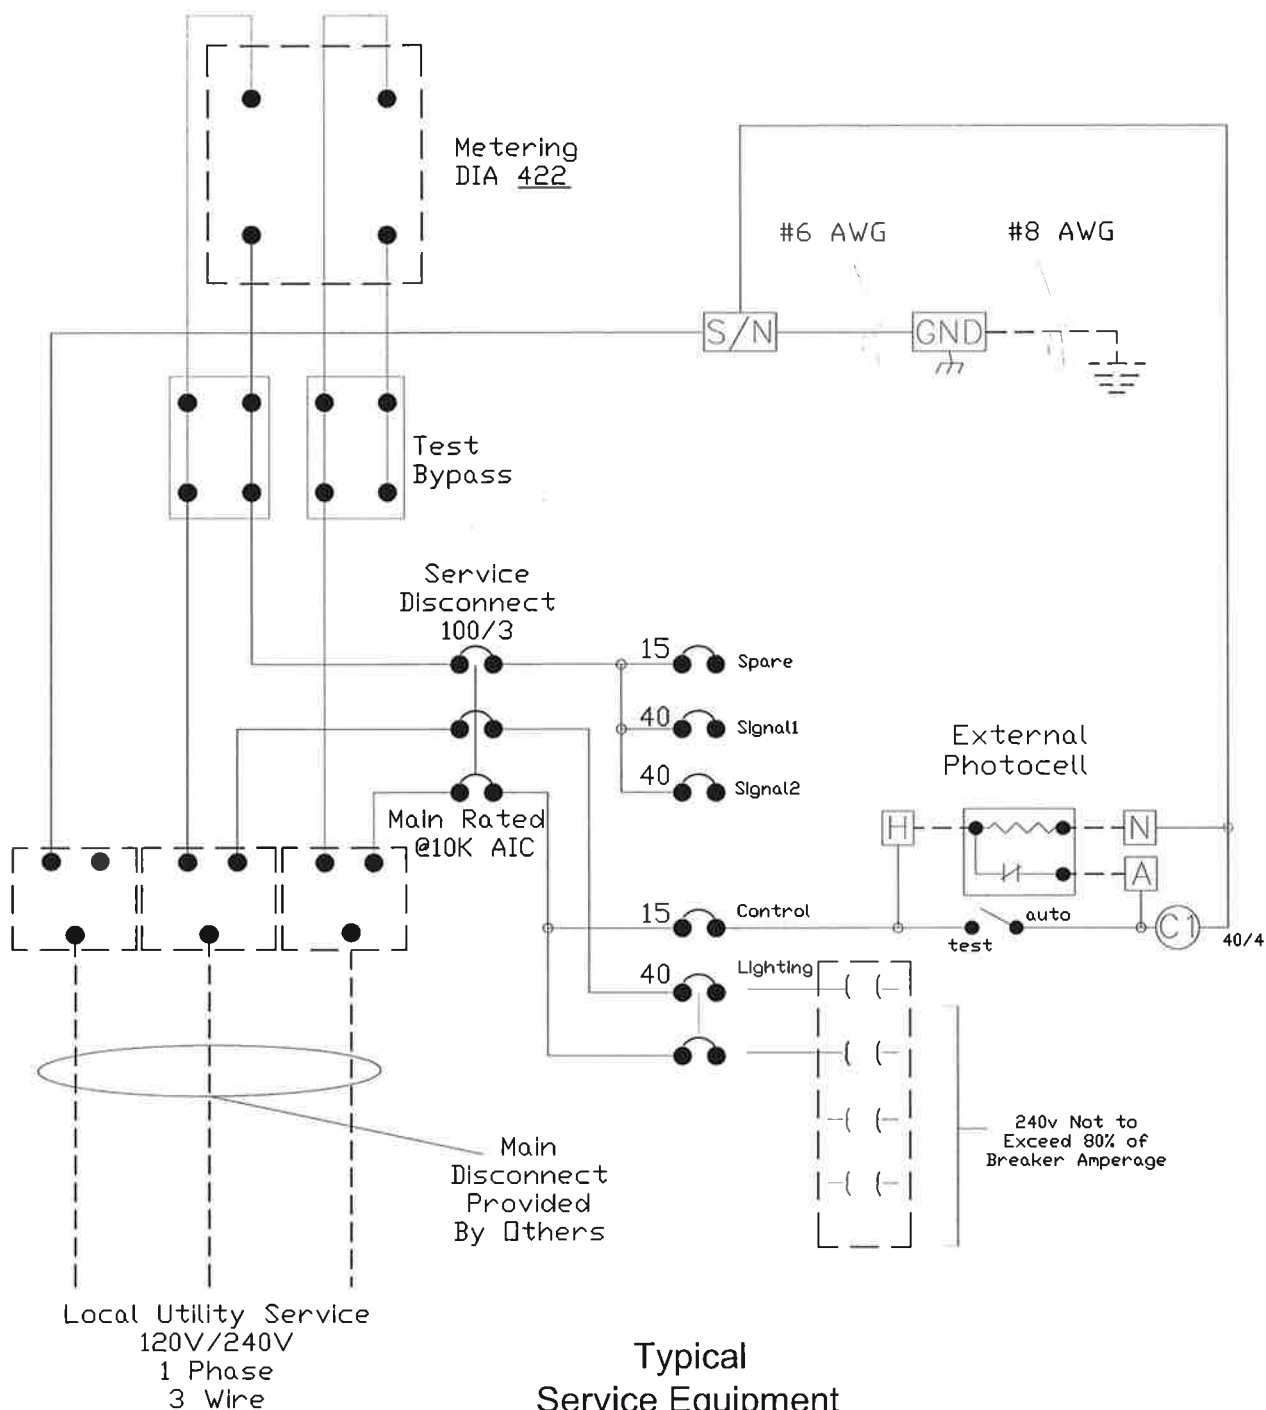 Metering
DIA 422
#6 AWG
#8 AWG
S/N
GND
Test
Bypass
Service
Disconnect
100/3
15
Spare
40
Signal1
40
Signal2
Main Rated
@10K AIC
External
Photocell
H
N
A
15
Control
test
auto
C1
40/4
40
Lighting
240v Not to
Exceed 80% of
Breaker Amperage
Main
Disconnect
Provided
By Others
Local Utility Service
120V/240V
1 Phase
3 Wire
Typical
Service Equipment